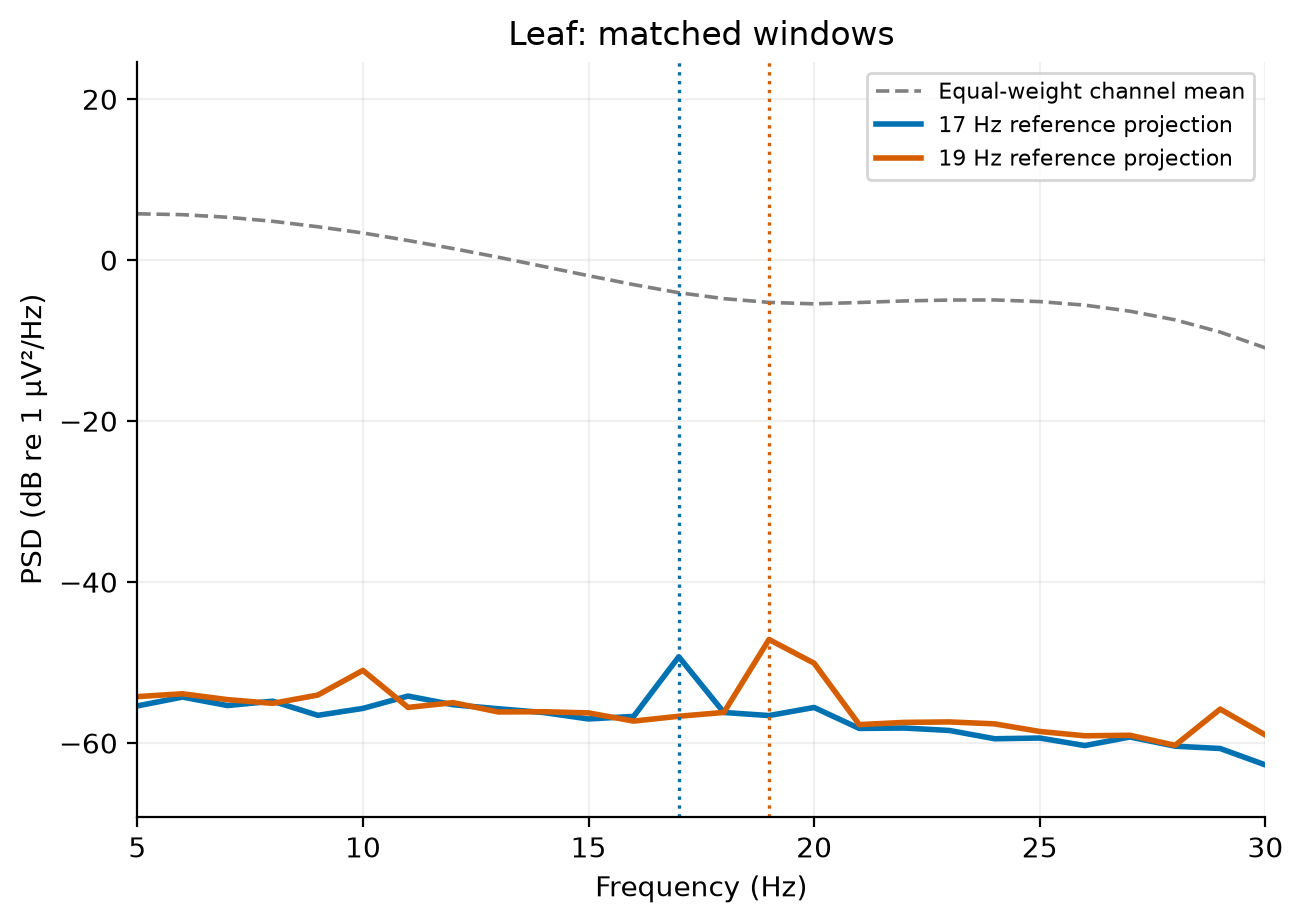 Leaf: matched windows
Equal-weight channel mean
17 Hz reference projection
19 Hz reference projection
PSD (dB re 1 µV²/Hz)
20
0
−20
−40
−60
5
10
15
20
25
30
Frequency (Hz)